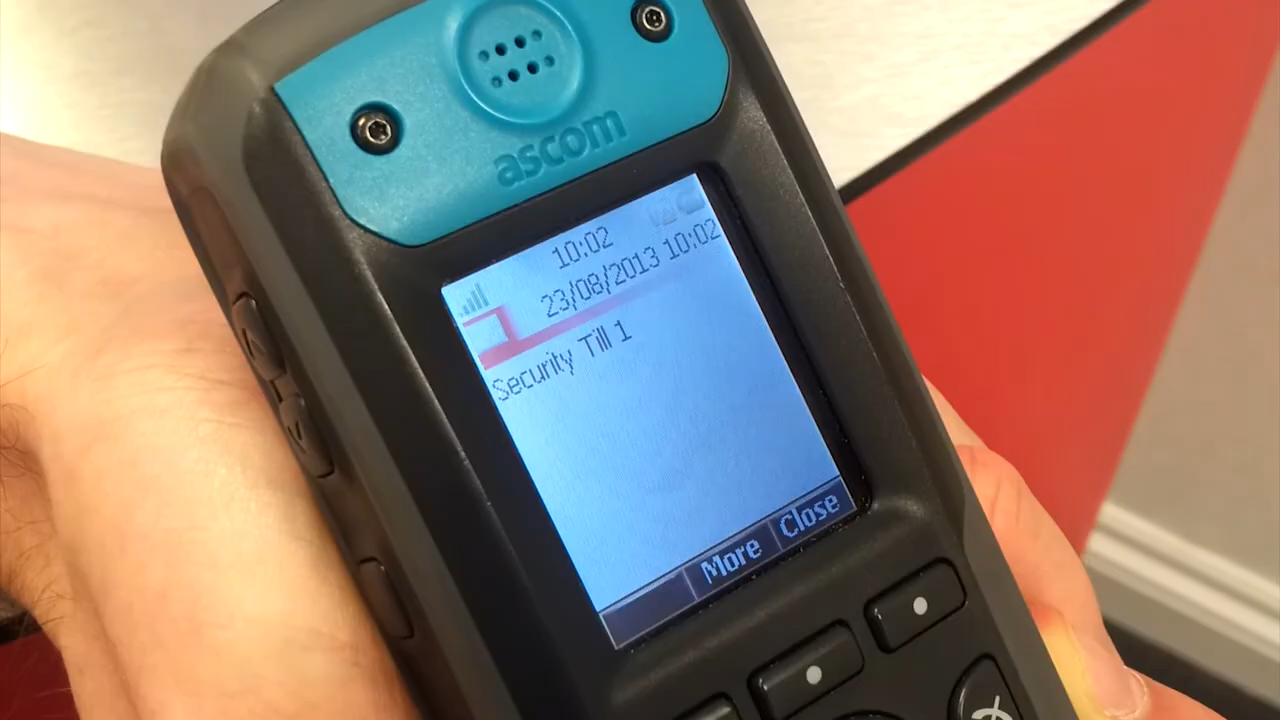 ascom
10:02
23/08/2013 10:02
Security Till 1
More
Close